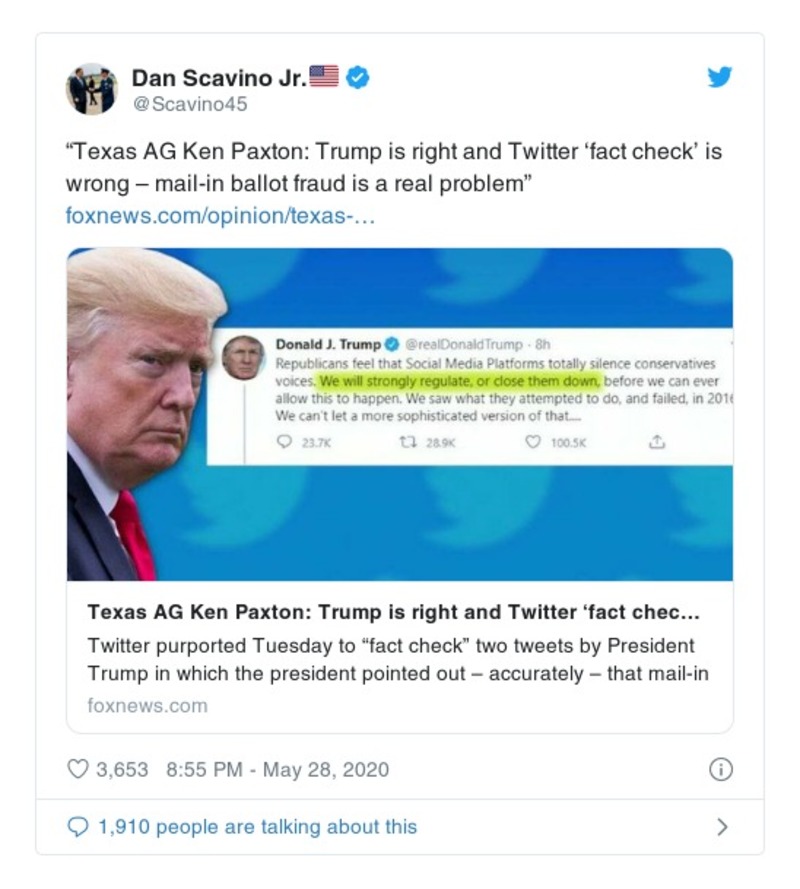 Dan Scavino Jr.
@Scavino45
“Texas AG Ken Paxton: Trump is right and Twitter ‘fact check’ is
wrong – mail-in ballot fraud is a real problem”
foxnews.com/opinion/texas-…
Donald J. Trump @realDonaldTrump · 8h
Republicans feel that Social Media Platforms totally silence conservatives
voices. We will strongly regulate, or close them down, before we can ever
allow this to happen. We saw what they attempted to do, and failed, in 2016
We can't let a more sophisticated version of that....
23.7K 28.9K 100.5K
Texas AG Ken Paxton: Trump is right and Twitter ‘fact chec...
Twitter purported Tuesday to “fact check” two tweets by President
Trump in which the president pointed out – accurately – that mail-in
foxnews.com
3,653 8:55 PM - May 28, 2020
1,910 people are talking about this